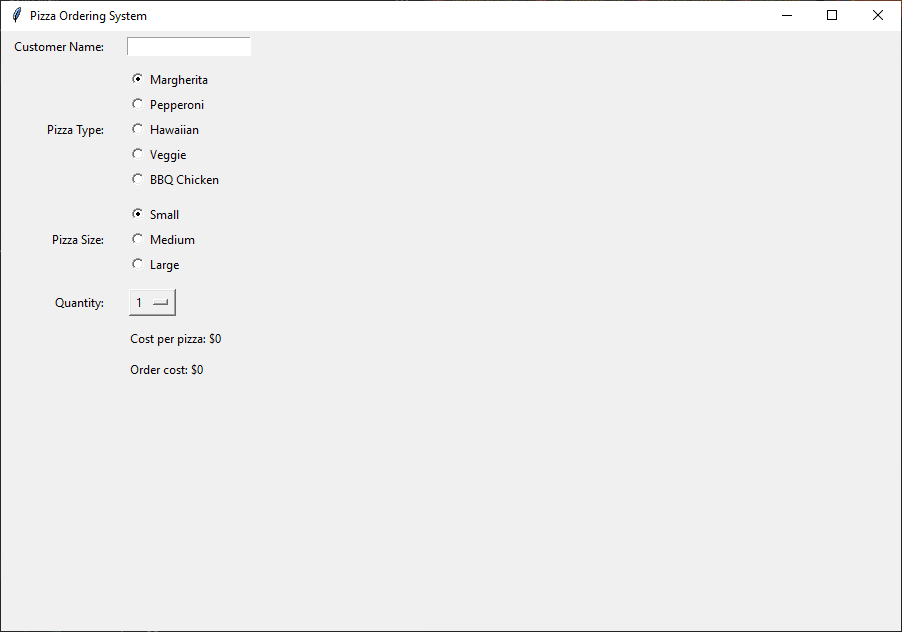 Pizza Ordering System
Customer Name:
Margherita
Pepperoni
Pizza Type: Hawaiian
Veggie
BBQ Chicken
Small
Pizza Size: Medium
Large
Quantity: 1
Cost per pizza: $0
Order cost: $0